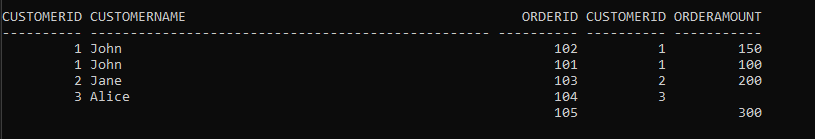 CUSTOMERID CUSTOMERNAME                                          ORDERID CUSTOMERID ORDERAMOUNT
---------- -------------------------------------------------- ---------- ---------- -----------
         1 John                                                      102          1         150
         1 John                                                      101          1         100
         2 Jane                                                      103          2         200
         3 Alice                                                     104          3
                                                                     105                    300